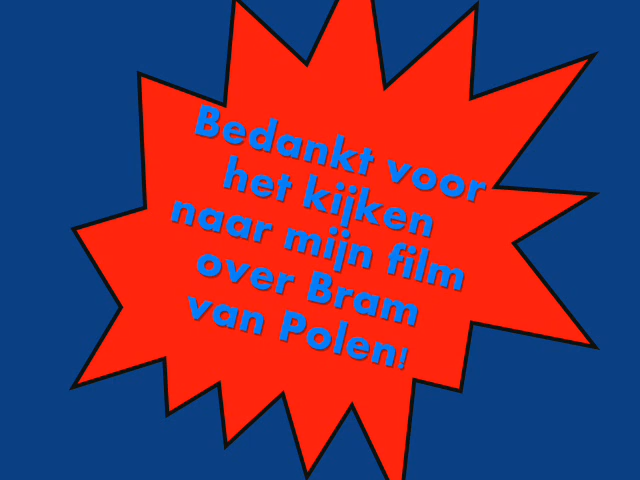 Bedankt voor
het kijken
naar mijn film
over Bram
van Polen!